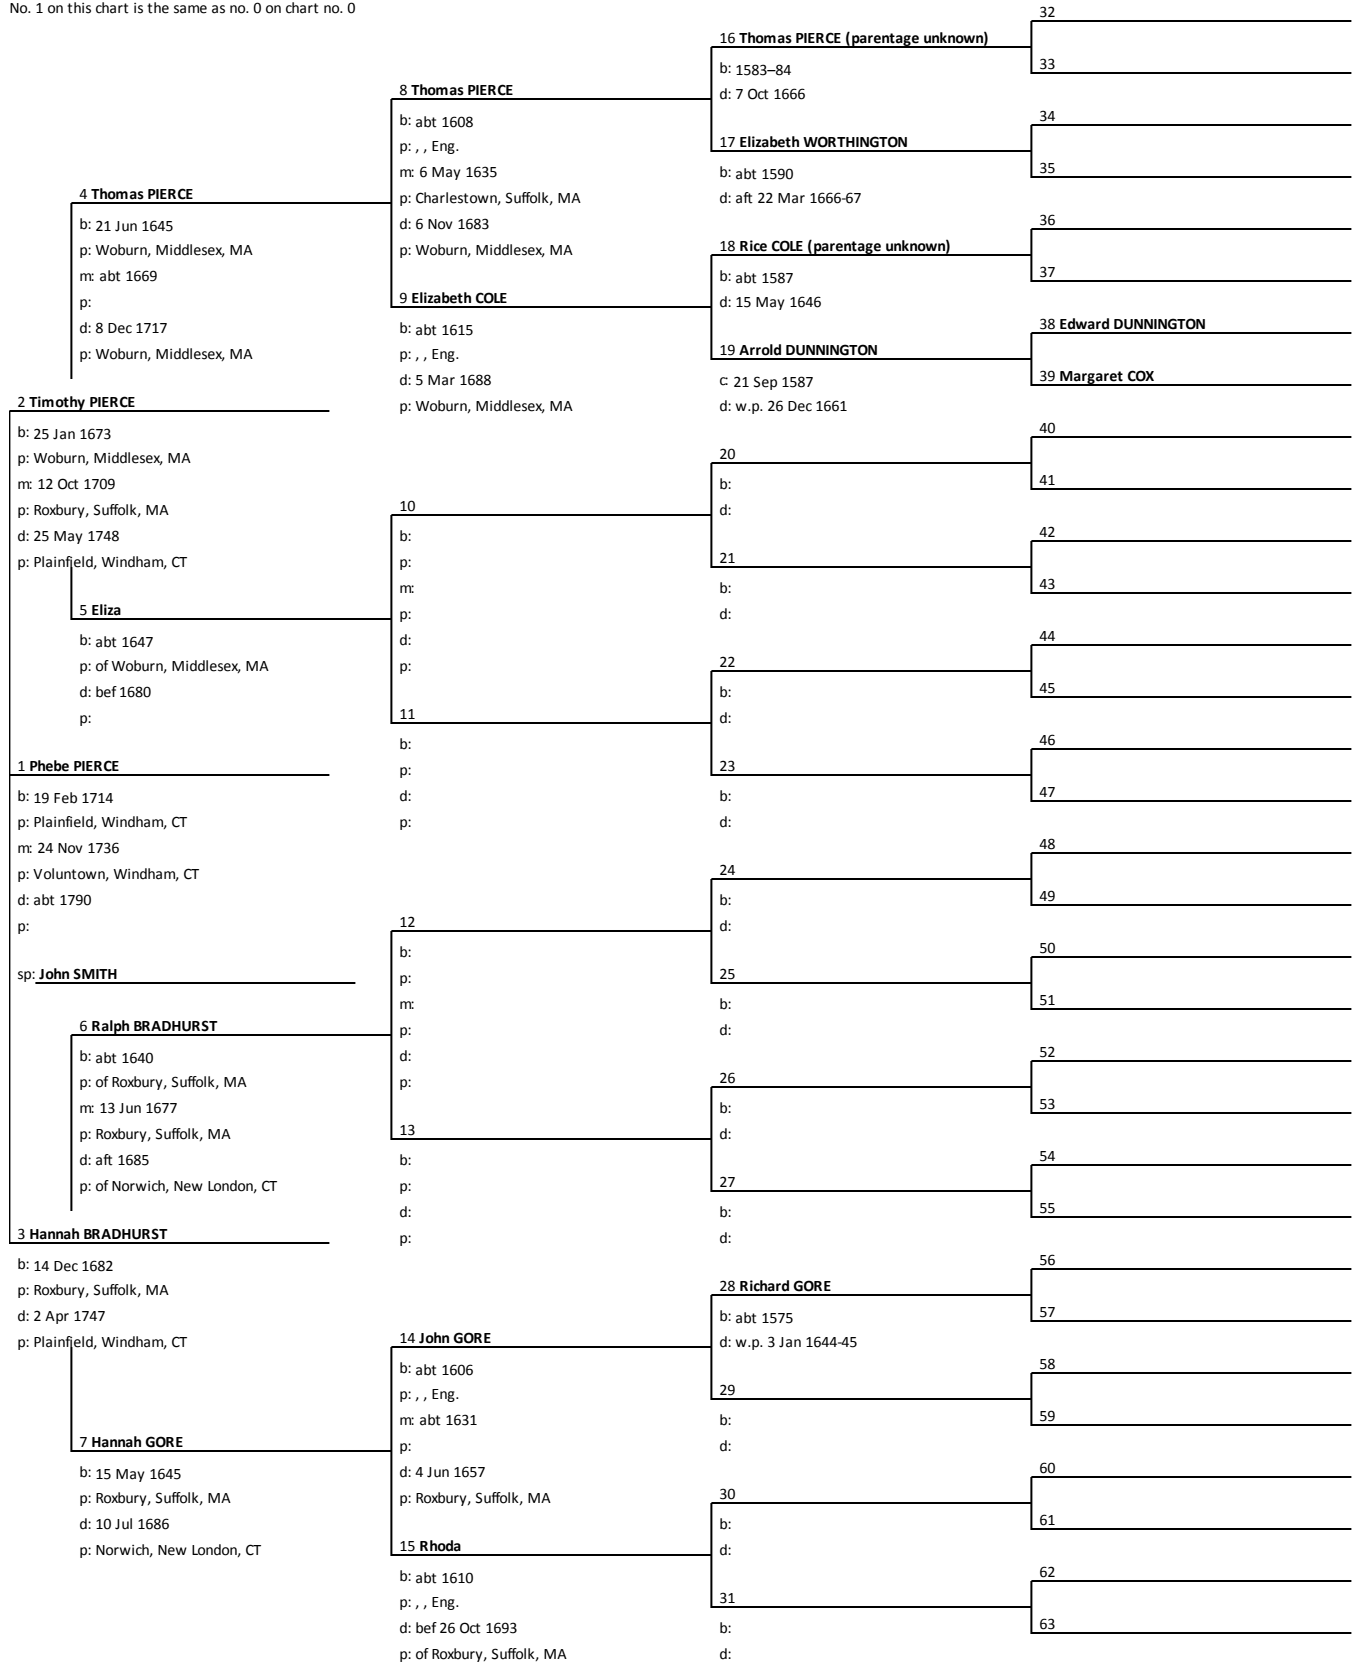 No. 1 on this chart is the same as no. 0 on chart no. 0
1 Phebe PIERCE
b: 19 Feb 1714
p: Plainfield, Windham, CT
m: 24 Nov 1736
p: Voluntown, Windham, CT
d: abt 1790
p:
sp: John SMITH
2 Timothy PIERCE
b: 25 Jan 1673
p: Woburn, Middlesex, MA
m: 12 Oct 1709
p: Roxbury, Suffolk, MA
d: 25 May 1748
p: Plainfield, Windham, CT
3 Hannah BRADHURST
b: 14 Dec 1682
p: Roxbury, Suffolk, MA
d: 2 Apr 1747
p: Plainfield, Windham, CT
4 Thomas PIERCE
b: 21 Jun 1645
p: Woburn, Middlesex, MA
m: abt 1669
p:
d: 8 Dec 1717
p: Woburn, Middlesex, MA
5 Eliza
b: abt 1647
p: of Woburn, Middlesex, MA
d: bef 1680
p:
6 Ralph BRADHURST
b: abt 1640
p: of Roxbury, Suffolk, MA
m: 13 Jun 1677
p: Roxbury, Suffolk, MA
d: aft 1685
p: of Norwich, New London, CT
7 Hannah GORE
b: 15 May 1645
p: Roxbury, Suffolk, MA
d: 10 Jul 1686
p: Norwich, New London, CT
8 Thomas PIERCE
b: abt 1608
p: , , Eng.
m: 6 May 1635
p: Charlestown, Suffolk, MA
d: 6 Nov 1683
p: Woburn, Middlesex, MA
9 Elizabeth COLE
b: abt 1615
p: , , Eng.
d: 5 Mar 1688
p: Woburn, Middlesex, MA
10
b:
p:
m:
p:
d:
p:
11
b:
p:
d:
p:
12
b:
p:
m:
p:
d:
p:
13
b:
p:
d:
p:
14 John GORE
b: abt 1606
p: , , Eng.
m: abt 1631
p:
d: 4 Jun 1657
p: Roxbury, Suffolk, MA
15 Rhoda
b: abt 1610
p: , , Eng.
d: bef 26 Oct 1693
p: of Roxbury, Suffolk, MA
16 Thomas PIERCE (parentage unknown)
b: 1583–84
d: 7 Oct 1666
17 Elizabeth WORTHINGTON
b: abt 1590
d: aft 22 Mar 1666-67
18 Rice COLE (parentage unknown)
b: abt 1587
d: 15 May 1646
19 Arrold DUNNINGTON
c: 21 Sep 1587
d: w.p. 26 Dec 1661
20
b:
d:
21
b:
d:
22
b:
d:
23
b:
d:
24
b:
d:
25
b:
d:
26
b:
d:
27
b:
d:
28 Richard GORE
b: abt 1575
d: w.p. 3 Jan 1644-45
29
b:
d:
30
b:
d:
31
b:
d:
32
33
34
35
36
37
38 Edward DUNNINGTON
39 Margaret COX
40
41
42
43
44
45
46
47
48
49
50
51
52
53
54
55
56
57
58
59
60
61
62
63